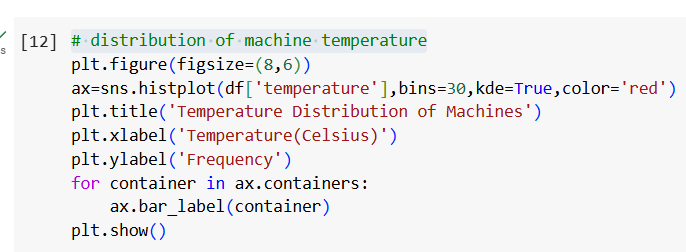 [12] # distribution of machine temperature
plt.figure(figsize=(8,6))
ax=sns.histplot(df['temperature'],bins=30,kde=True,color='red')
plt.title('Temperature Distribution of Machines')
plt.xlabel('Temperature(Celsius)')
plt.ylabel('Frequency')
for container in ax.containers:
    ax.bar_label(container)
plt.show()
s